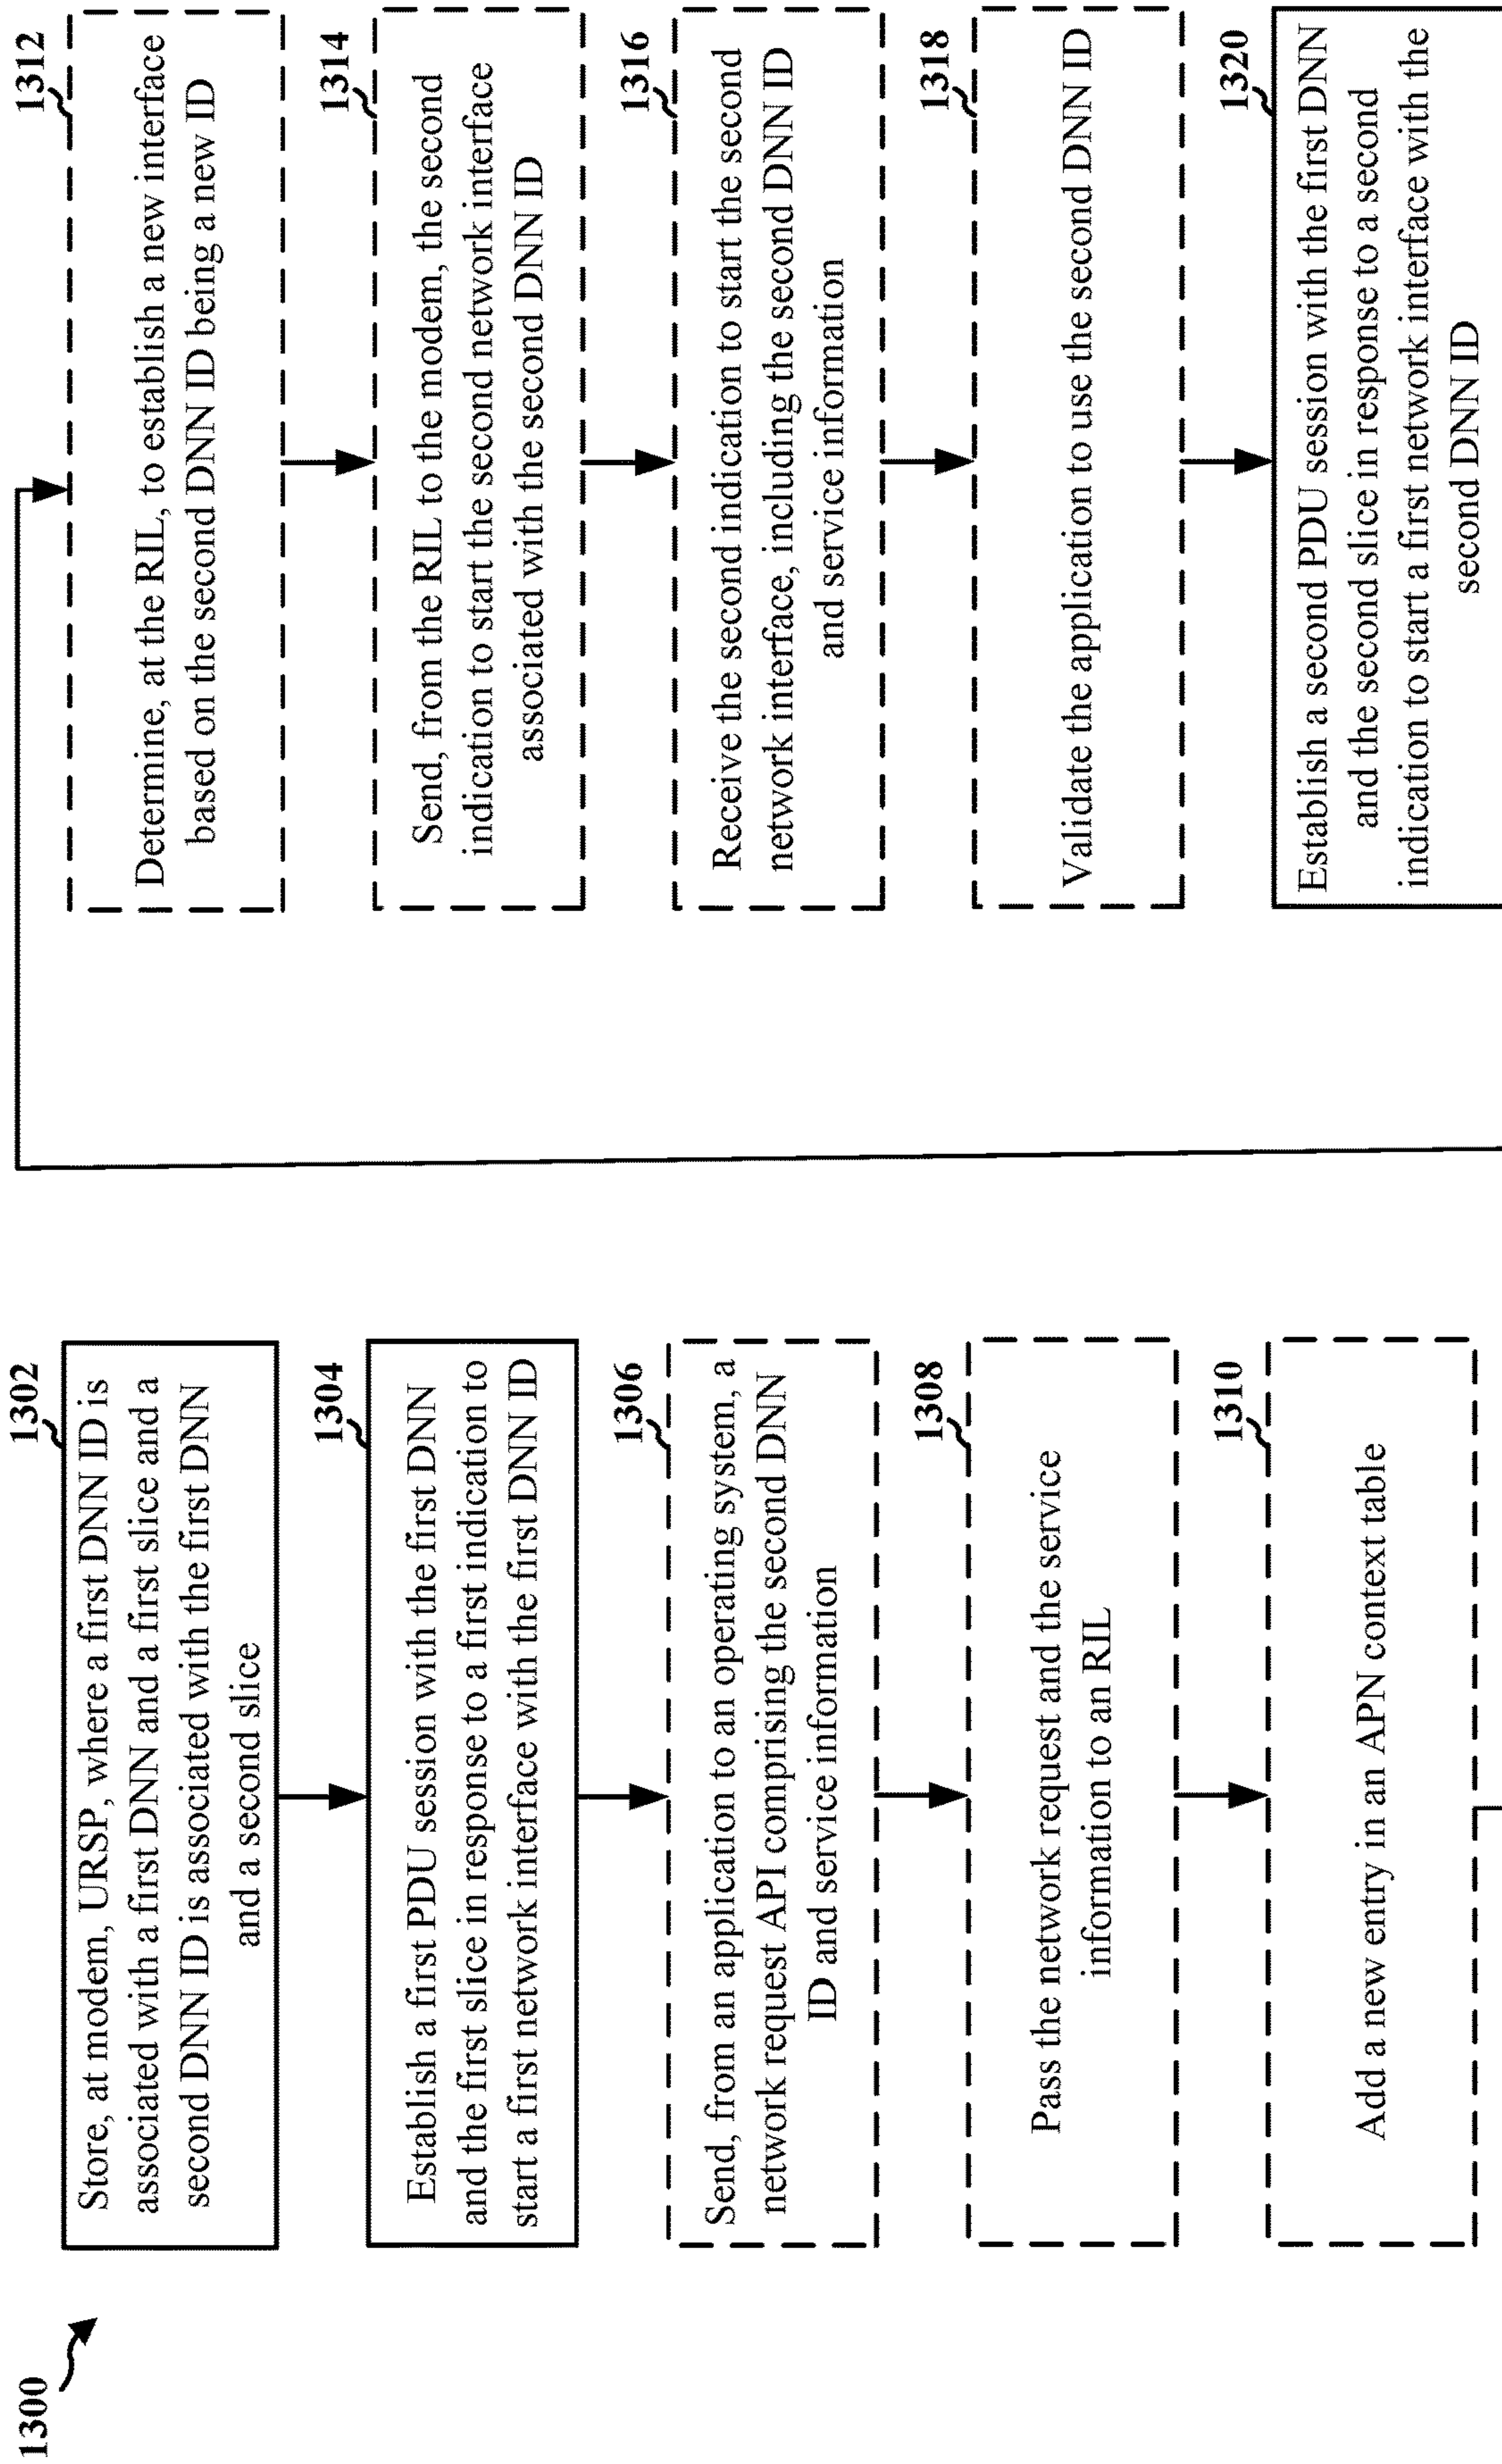 1300
1302
Store, at modem, URSP, where a first DNN ID is
associated with a first DNN and a first slice and a
second DNN ID is associated with the first DNN
and a second slice
1304
Establish a first PDU session with the first DNN
and the first slice in response to a first indication to
start a first network interface with the first DNN ID
1306
Send, from an application to an operating system, a
network request API comprising the second DNN
ID and service information
1308
Pass the network request and the service
information to an RIL
1310
Add a new entry in an APN context table
1312
Determine, at the RIL, to establish a new interface
based on the second DNN ID being a new ID
1314
Send, from the RIL to the modem, the second
indication to start the second network interface
associated with the second DNN ID
1316
Receive the second indication to start the second
network interface, including the second DNN ID
and service information
1318
Validate the application to use the second DNN ID
1320
Establish a second PDU session with the first DNN
and the second slice in response to a second
indication to start a first network interface with the
second DNN ID